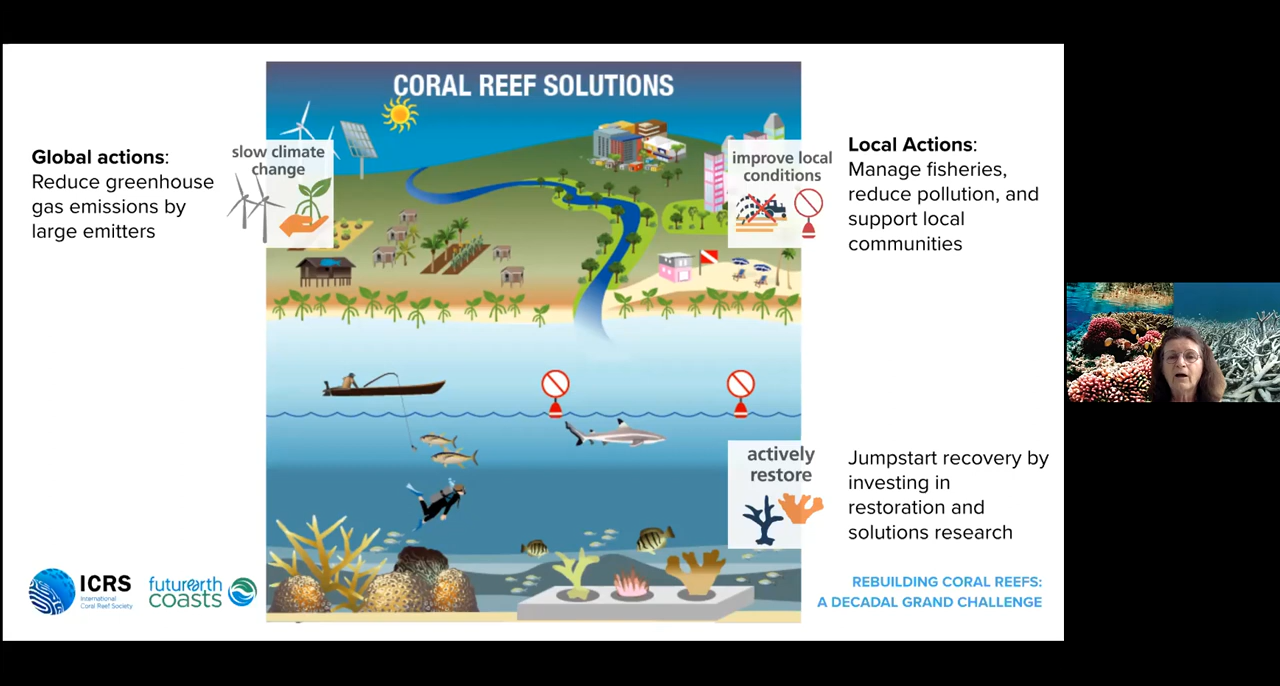 CORAL REEF SOLUTIONS
Global actions:
Reduce greenhouse
gas emissions by
large emitters
slow climate
change
improve local
conditions
Local Actions:
Manage fisheries,
reduce pollution, and
support local
communities
actively
restore
Jumpstart recovery by
investing in
restoration and
solutions research
ICRS
International
Coral Reef Society
futurearth
coasts
REBUILDING CORAL REEFS:
A DECADAL GRAND CHALLENGE